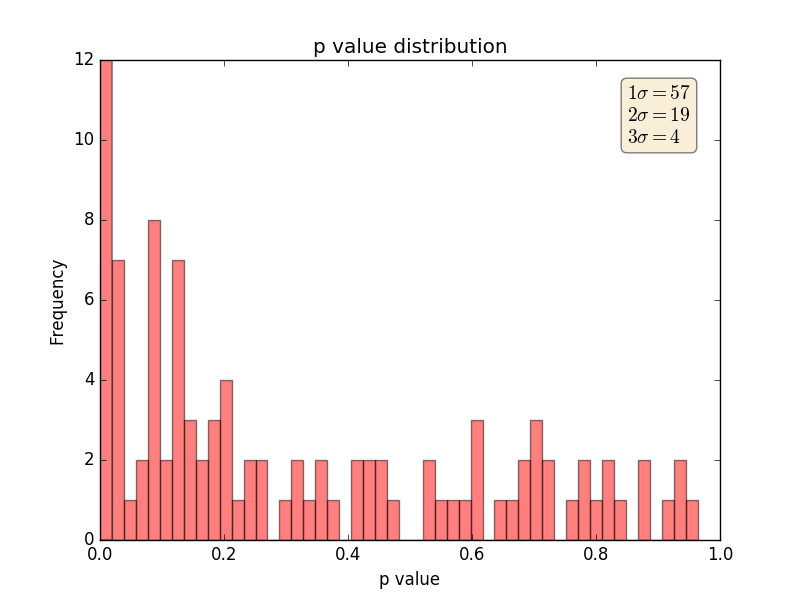 p value distribution
1σ = 57
2σ = 19
3σ = 4
12
10
8
6
4
2
0
Frequency
0.0 0.2 0.4 0.6 0.8 1.0
p value